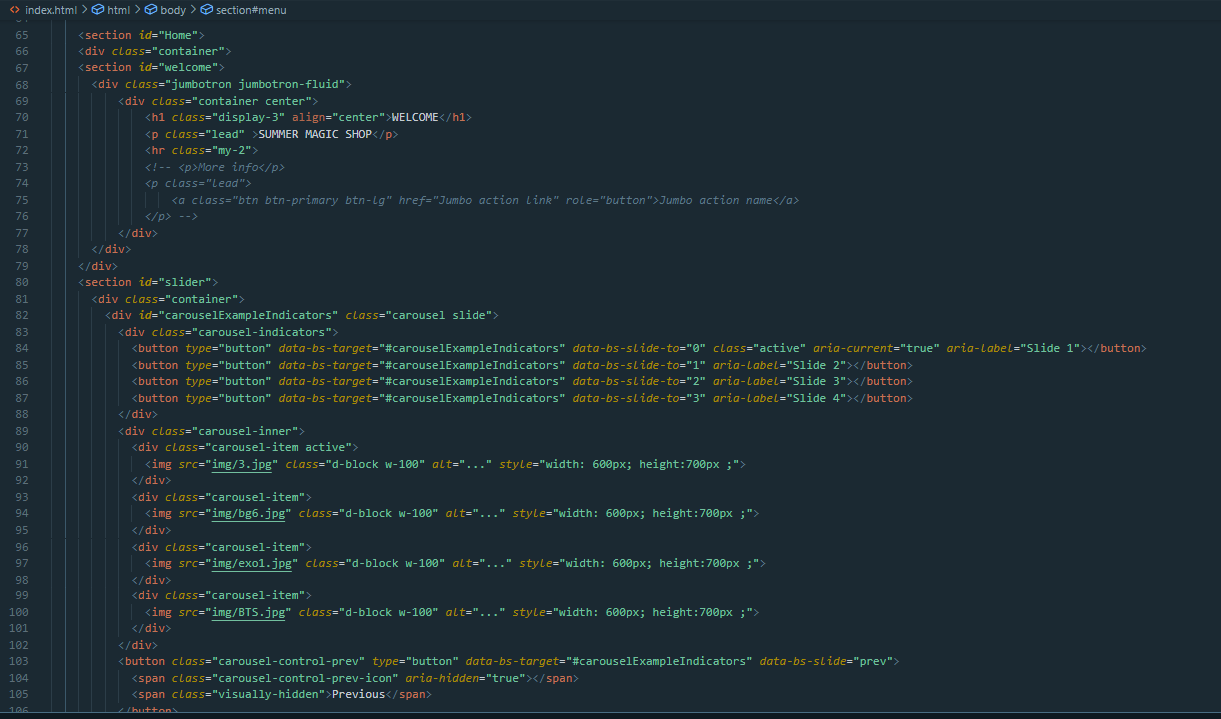 index.html > html > body > section#menu
64
65 <section id="Home">
66 <div class="container">
67 <section id="welcome">
68 <div class="jumbotron jumbotron-fluid">
69 <div class="container center">
70 <h1 class="display-3" align="center">WELCOME</h1>
71 <p class="lead" >SUMMER MAGIC SHOP</p>
72 <hr class="my-2">
73 <!-- <p>More info</p>
74 <p class="lead">
75 <a class="btn btn-primary btn-lg" href="Jumbo action link" role="button">Jumbo action name</a>
76 </p> -->
77 </div>
78 </div>
79 </div>
80 <section id="slider">
81 <div class="container">
82 <div id="carouselExampleIndicators" class="carousel slide">
83 <div class="carousel-indicators">
84 <button type="button" data-bs-target="#carouselExampleIndicators" data-bs-slide-to="0" class="active" aria-current="true" aria-label="Slide 1"></button>
85 <button type="button" data-bs-target="#carouselExampleIndicators" data-bs-slide-to="1" aria-label="Slide 2"></button>
86 <button type="button" data-bs-target="#carouselExampleIndicators" data-bs-slide-to="2" aria-label="Slide 3"></button>
87 <button type="button" data-bs-target="#carouselExampleIndicators" data-bs-slide-to="3" aria-label="Slide 4"></button>
88 </div>
89 <div class="carousel-inner">
90 <div class="carousel-item active">
91 <img src="img/3.jpg" class="d-block w-100" alt="..." style="width: 600px; height:700px ;">
92 </div>
93 <div class="carousel-item">
94 <img src="img/bg6.jpg" class="d-block w-100" alt="..." style="width: 600px; height:700px ;">
95 </div>
96 <div class="carousel-item">
97 <img src="img/exo1.jpg" class="d-block w-100" alt="..." style="width: 600px; height:700px ;">
98 </div>
99 <div class="carousel-item">
100 <img src="img/BTS.jpg" class="d-block w-100" alt="..." style="width: 600px; height:700px ;">
101 </div>
102 </div>
103 <button class="carousel-control-prev" type="button" data-bs-target="#carouselExampleIndicators" data-bs-slide="prev">
104 <span class="carousel-control-prev-icon" aria-hidden="true"></span>
105 <span class="visually-hidden">Previous</span>
106 </button>